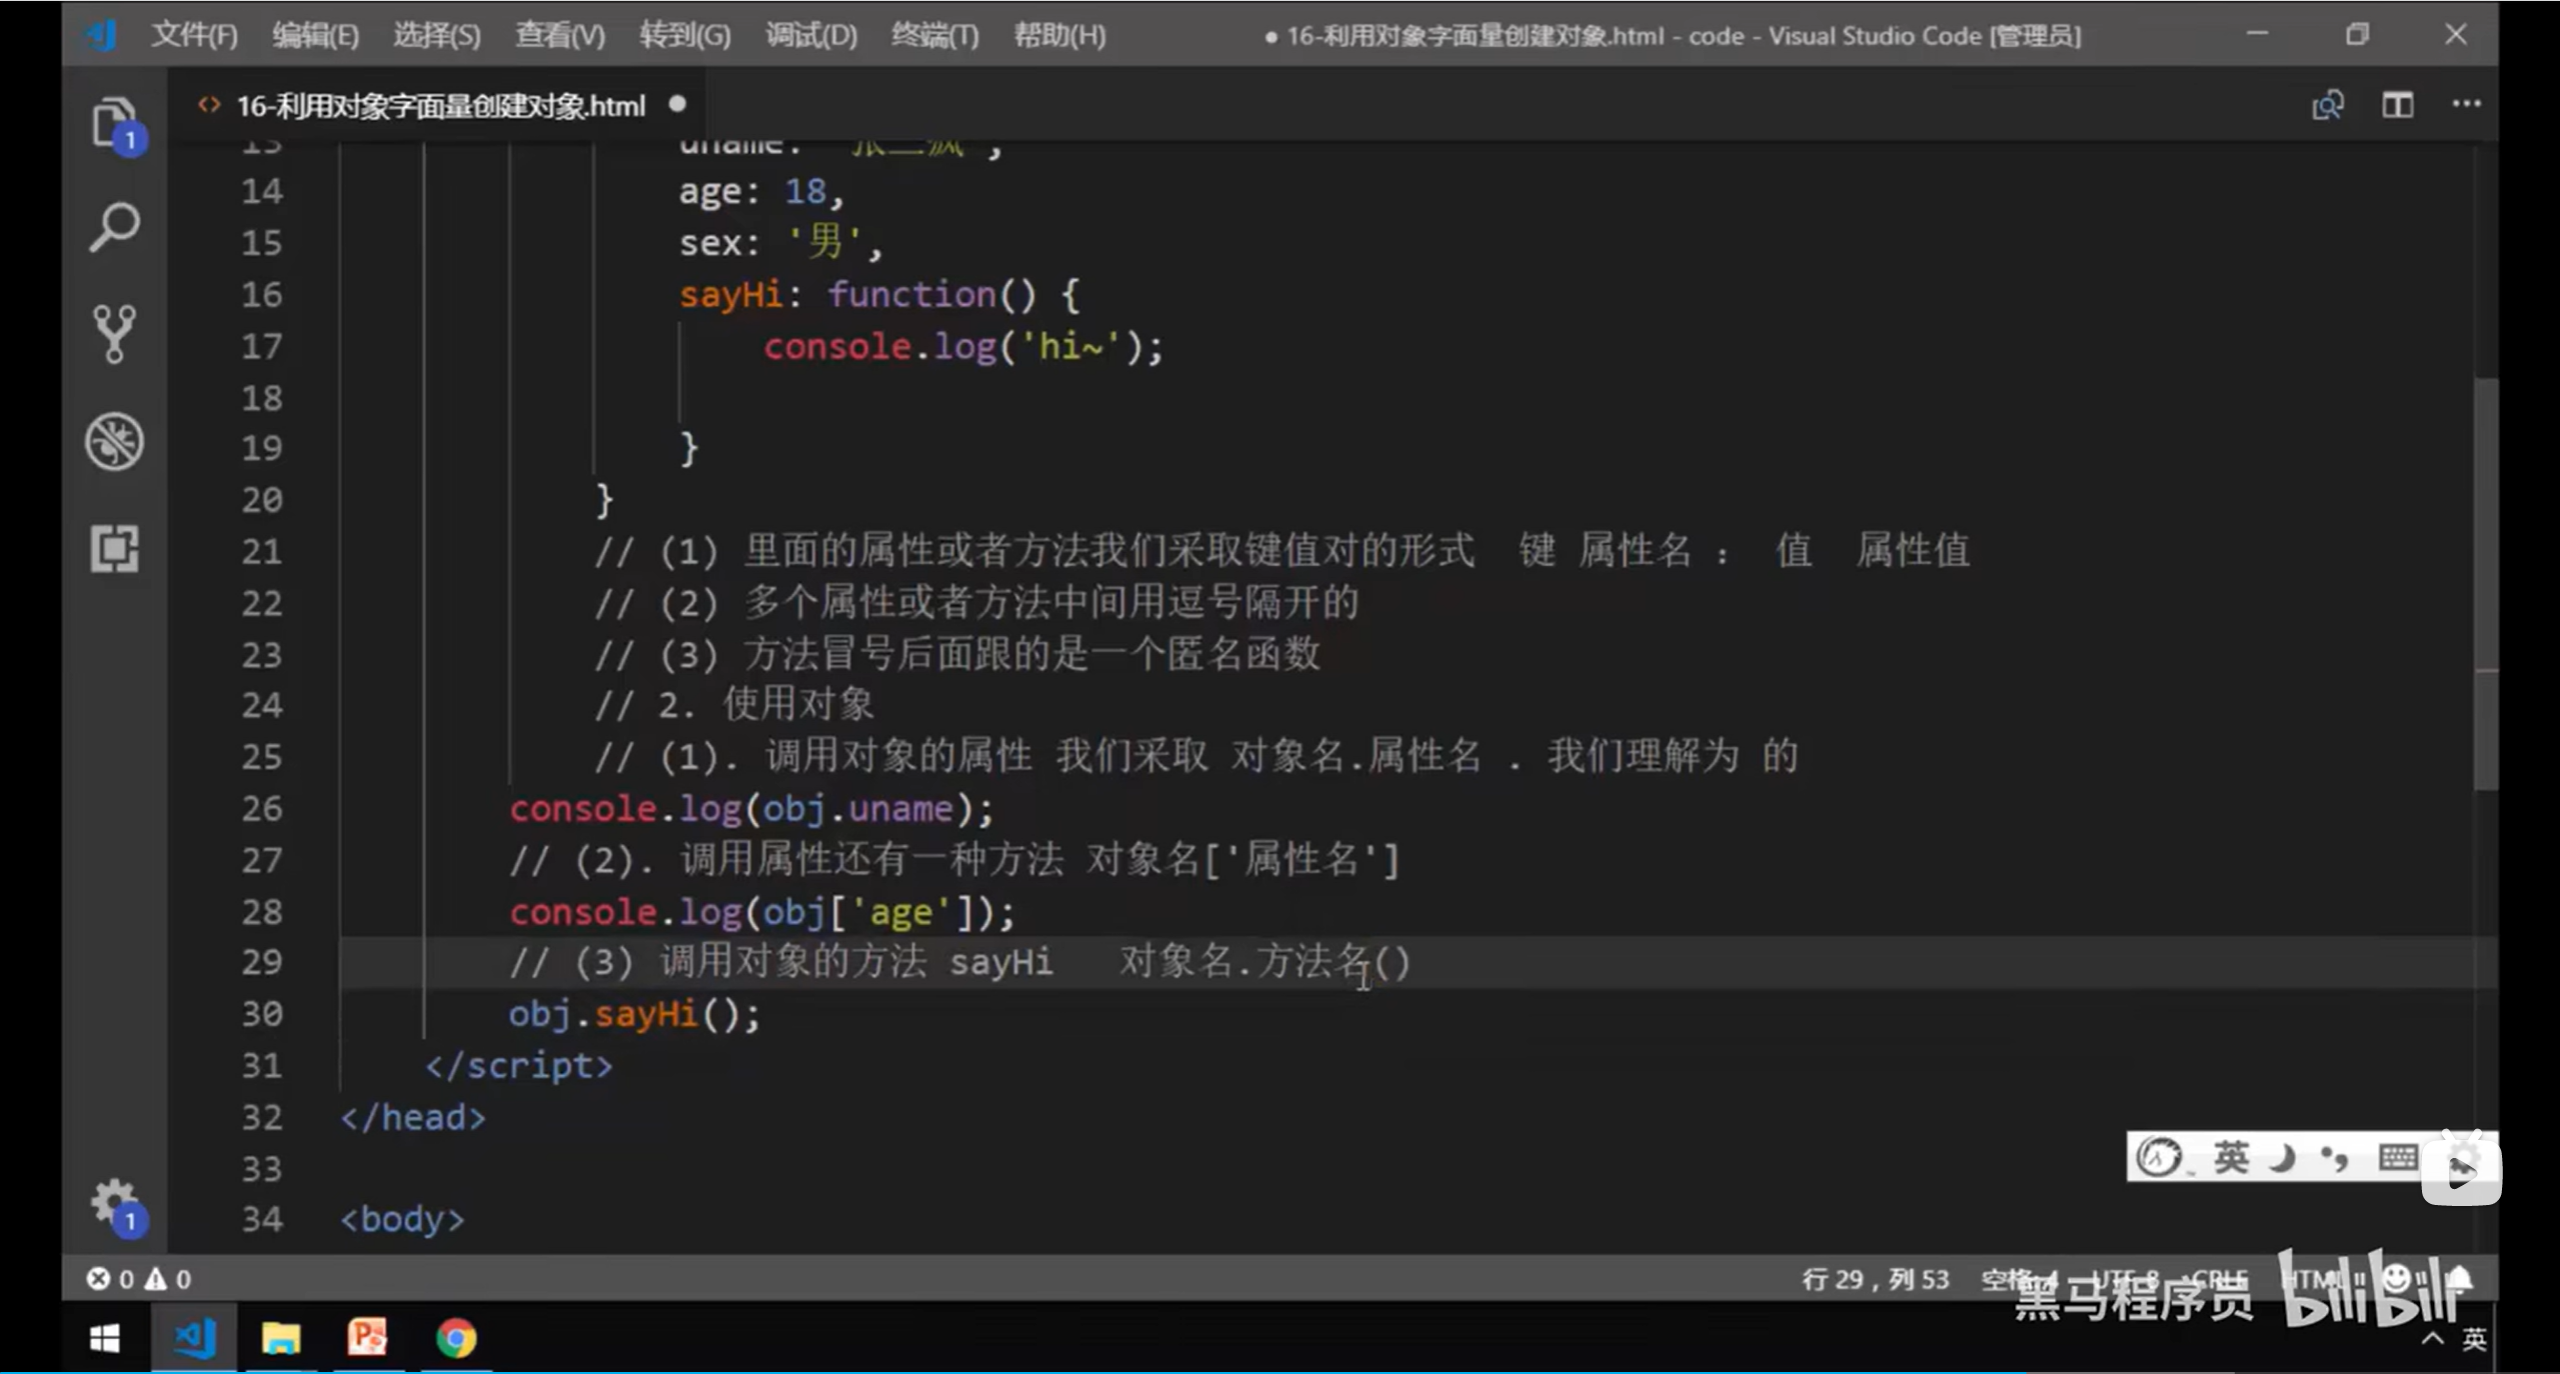 文件(F) 编辑(E) 选择(S) 查看(V) 转到(G) 调试(D) 终端(T) 帮助(H) ● 16-利用对象字面量创建对象.html - code - Visual Studio Code [管理员]
<> 16-利用对象字面量创建对象.html ●
1
13 uname: '张三疯',
14 age: 18,
15 sex: '男',
16 sayHi: function() {
17 console.log('hi~');
18
19 }
20 }
21 // (1) 里面的属性或者方法我们采取键值对的形式 键 属性名 : 值 属性值
22 // (2) 多个属性或者方法中间用逗号隔开的
23 // (3) 方法冒号后面跟的是一个匿名函数
24 // 2. 使用对象
25 // (1). 调用对象的属性 我们采取 对象名.属性名 . 我们理解为 的
26 console.log(obj.uname);
27 // (2). 调用属性还有一种方法 对象名['属性名']
28 console.log(obj['age']);
29 // (3) 调用对象的方法 sayHi 对象名.方法名()
30 obj.sayHi();
31 </script>
32 </head>
33
34 <body>
英
1
0 0 行 29，列 53 空格: 4 UTF-8 CRLF HTML
黑马程序员 bilibili
英